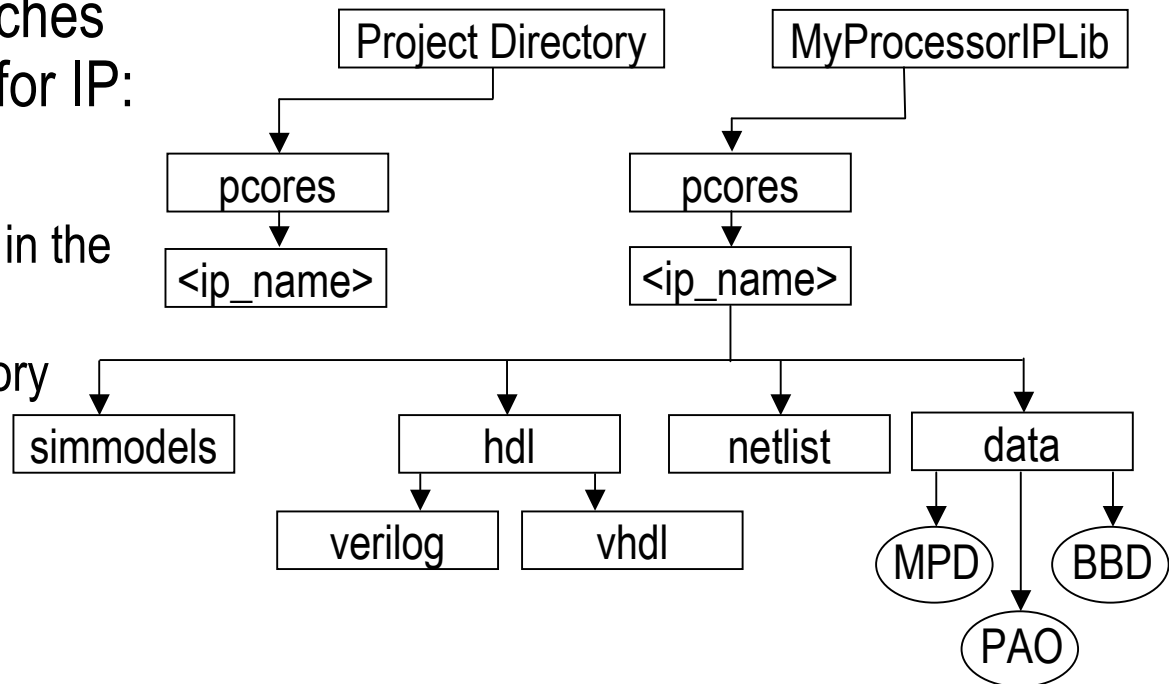 ches
for IP:
in the
ory
Project Directory
MyProcessorIPLib
pcores
pcores
<ip_name>
<ip_name>
simmodels
hdl
netlist
data
verilog
vhdl
MPD
BBD
PAO